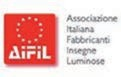 AIFIL
Associazione
Italiana
Fabbricanti
Insegne
Luminose